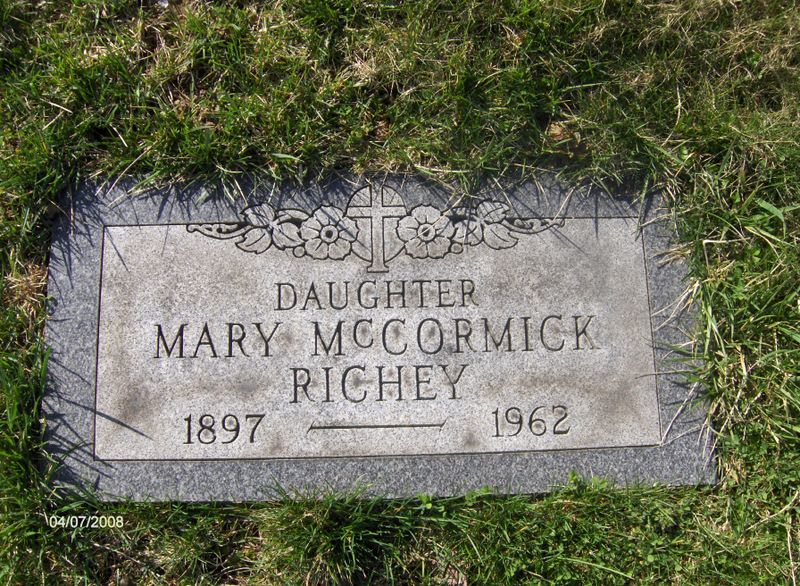 DAUGHTER
MARY McCORMICK
RICHEY
1897 — 1962
04/07/2008